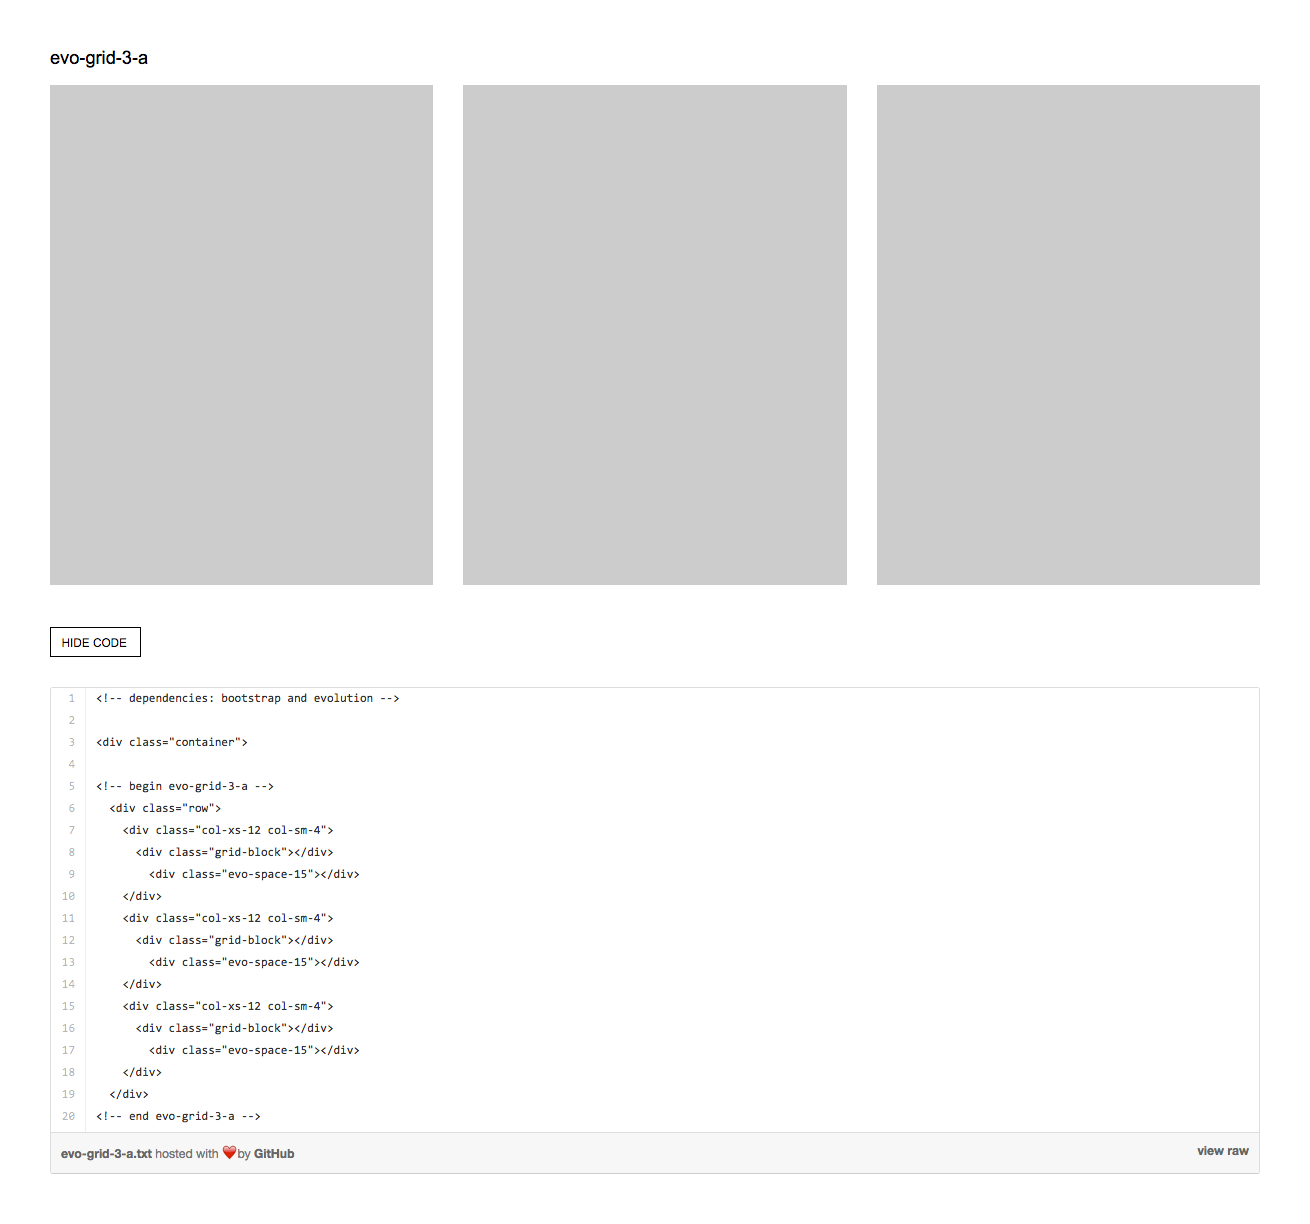 evo-grid-3-a
HIDE CODE
1 <!-- dependencies: bootstrap and evolution -->
2
3 <div class="container">
4
5 <!-- begin evo-grid-3-a -->
6   <div class="row">
7     <div class="col-xs-12 col-sm-4">
8       <div class="grid-block"></div>
9         <div class="evo-space-15"></div>
10     </div>
11     <div class="col-xs-12 col-sm-4">
12       <div class="grid-block"></div>
13         <div class="evo-space-15"></div>
14     </div>
15     <div class="col-xs-12 col-sm-4">
16       <div class="grid-block"></div>
17         <div class="evo-space-15"></div>
18     </div>
19   </div>
20 <!-- end evo-grid-3-a -->
evo-grid-3-a.txt hosted with ❤ by GitHub view raw